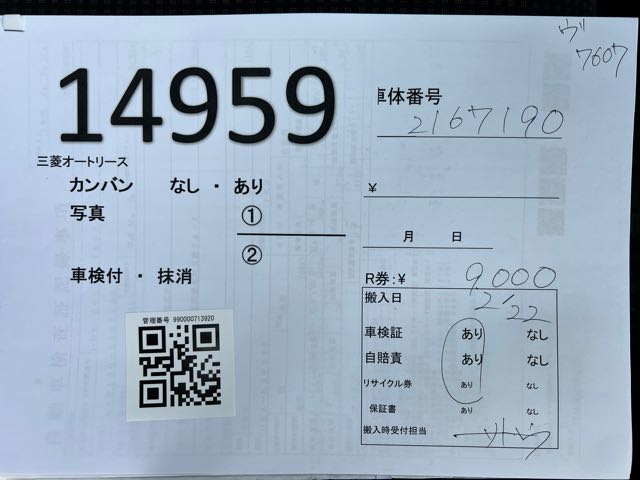 ヴ
7607
14959
車体番号
2167190
三菱オートリース
カンバン なし ・ あり
¥
写真 ①
②
月 日
車検付 ・ 抹消
R券:¥ 9,000
搬入日 2/22
車検証 あり なし
自賠責 あり なし
リサイクル券 あり なし
保証書 あり なし
搬入時受付担当
管理番号 990000713920